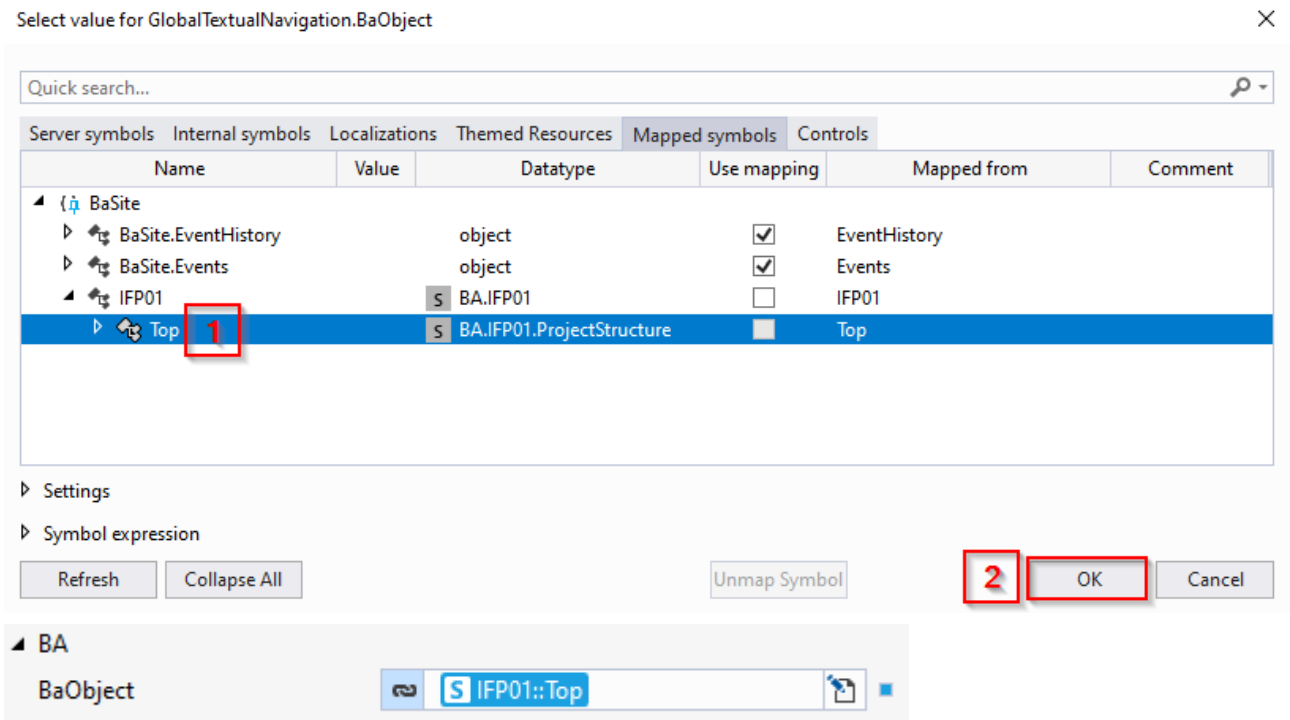 Select value for GlobalTextualNavigation.BaObject
Quick search...
Server symbols Internal symbols Localizations Themed Resources Mapped symbols Controls
Name Value Datatype Use mapping Mapped from Comment
BaSite
BaSite.EventHistory object EventHistory
BaSite.Events object Events
IFP01 S BA.IFP01 IFP01
Top 1 S BA.IFP01.ProjectStructure Top
Settings
Symbol expression
Refresh Collapse All Unmap Symbol 2 OK Cancel
BA
BaObject S IFP01::Top